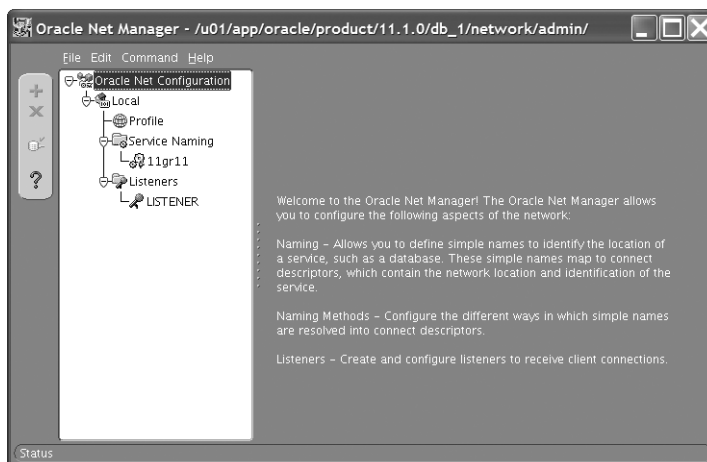 Oracle Net Manager - /u01/app/oracle/product/11.1.0/db_1/network/admin/
File Edit Command Help
Oracle Net Configuration
Local
Profile
Service Naming
11gr11
Listeners
LISTENER
Welcome to the Oracle Net Manager! The Oracle Net Manager allows
you to configure the following aspects of the network:
Naming – Allows you to define simple names to identify the location of
a service, such as a database. These simple names map to connect
descriptors, which contain the network location and identification of the
service.
Naming Methods – Configure the different ways in which simple names
are resolved into connect descriptors.
Listeners – Create and configure listeners to receive client connections.
Status